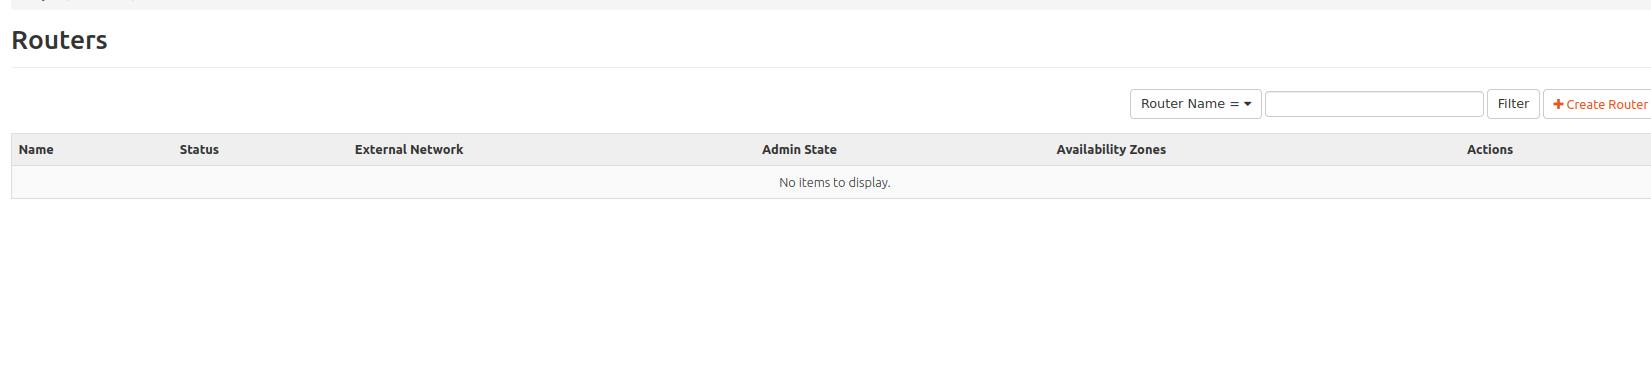 Routers
Router Name =
Filter
Create Router
Name Status External Network Admin State Availability Zones Actions
No items to display.